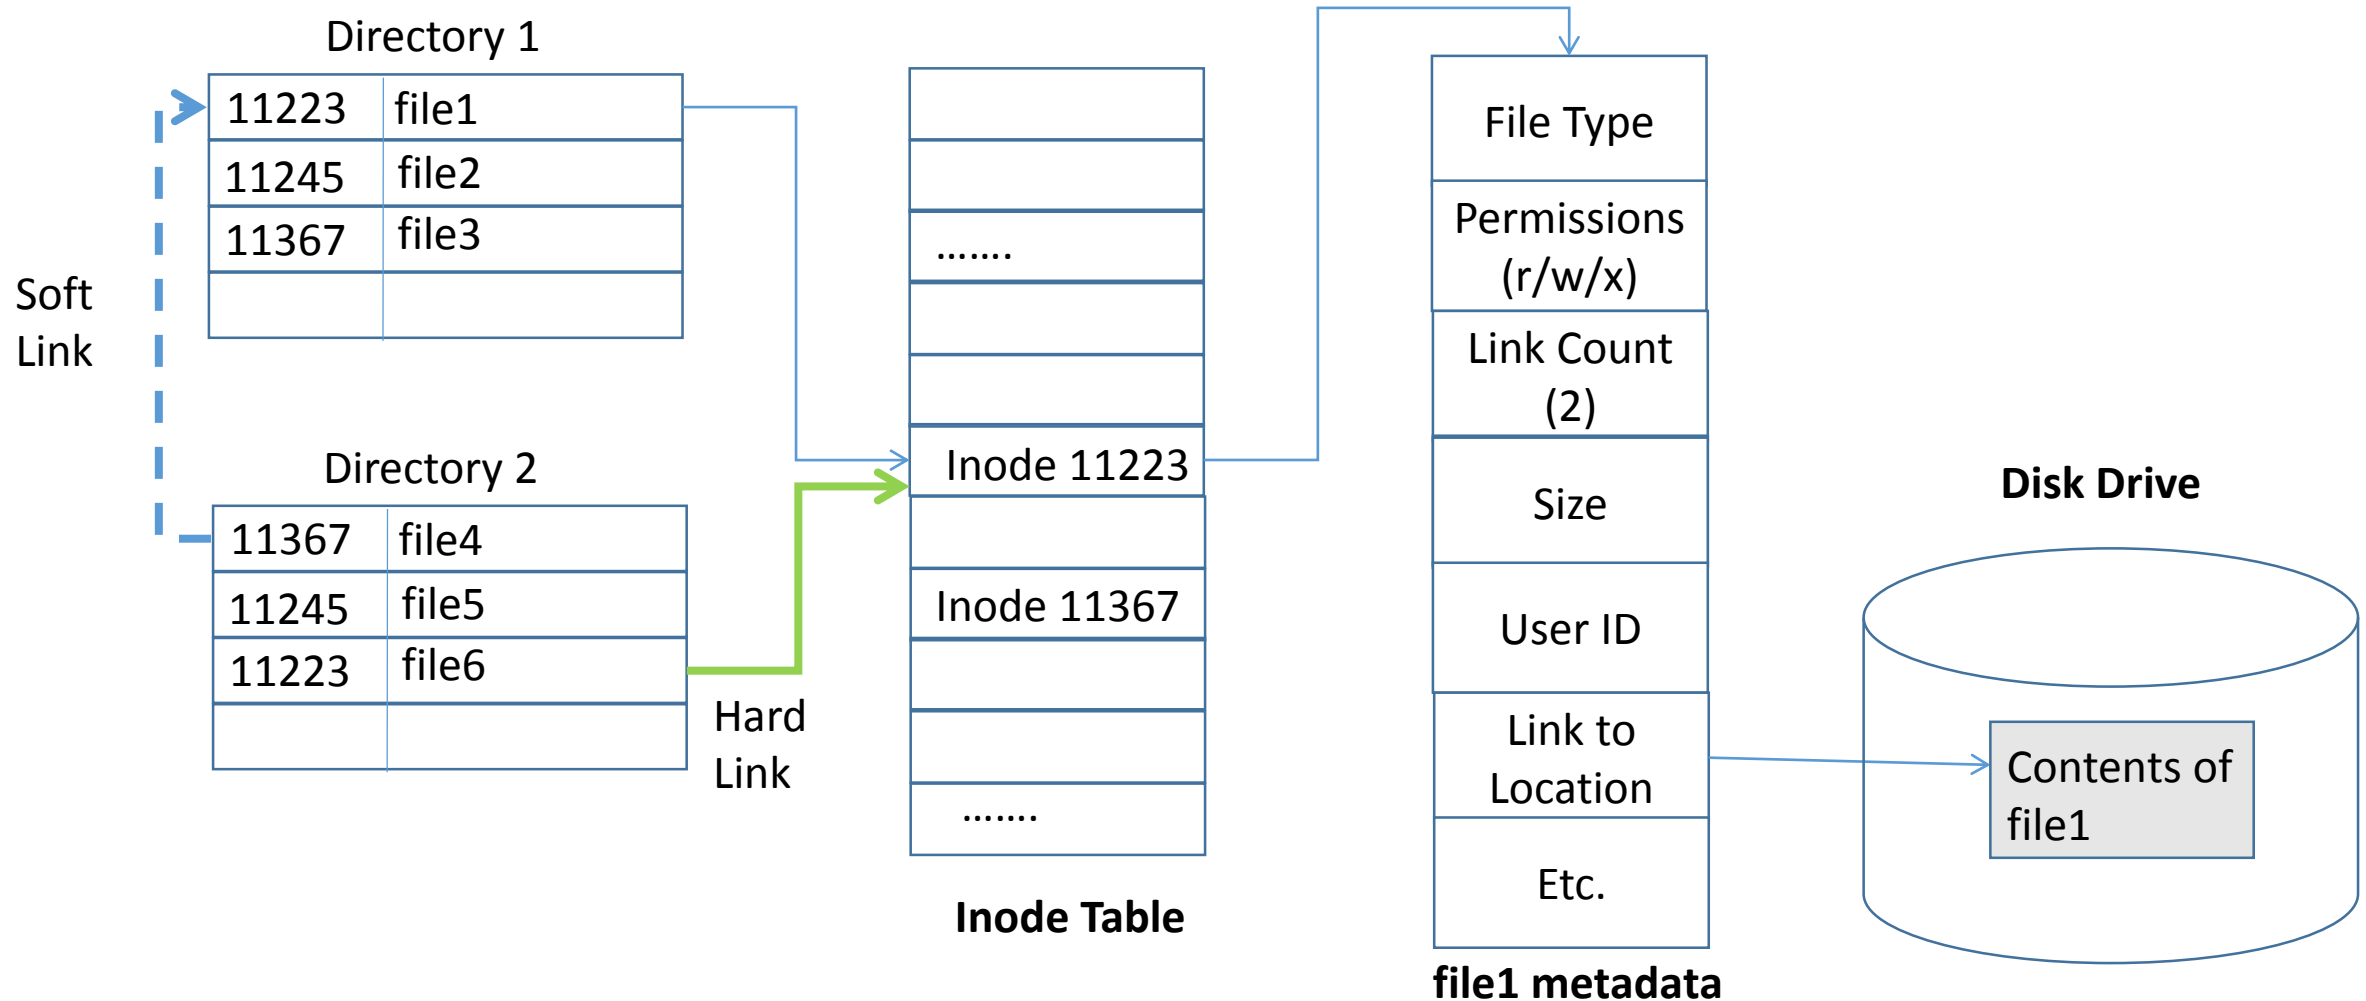 Directory 1
11223 file1
11245 file2
11367 file3
Soft
Link
Directory 2
11367 file4
11245 file5
11223 file6
Hard
Link
.......
Inode 11223
Inode 11367
.......
Inode Table
File Type
Permissions
(r/w/x)
Link Count
(2)
Size
User ID
Link to
Location
Etc.
file1 metadata
Disk Drive
Contents of
file1